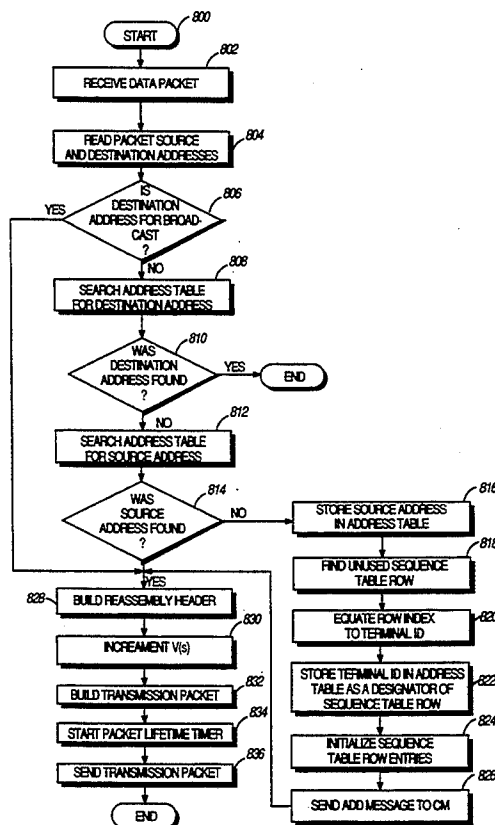 800
START
802
RECEIVE DATA PACKET
READ PACKET SOURCE
AND DESTINATION ADDRESSES
804
IS
DESTINATION
ADDRESS FOR BROAD-
CAST
?
806
YES
NO
808
SEARCH ADDRESS TABLE
FOR DESTINATION ADDRESS
WAS
DESTINATION
ADDRESS FOUND
?
810
YES
END
NO
812
SEARCH ADDRESS TABLE
FOR SOURCE ADDRESS
WAS
SOURCE
ADDRESS FOUND
?
814
NO
YES
816
STORE SOURCE ADDRESS
IN ADDRESS TABLE
818
FIND UNUSED SEQUENCE
TABLE ROW
820
EQUATE ROW INDEX
TO TERMINAL ID
822
STORE TERMINAL ID IN ADDRESS
TABLE AS A DESIGNATOR OF
SEQUENCE TABLE ROW
824
INITIALIZE SEQUENCE
TABLE ROW ENTRIES
826
SEND ADD MESSAGE TO CM
828
BUILD REASSEMBLY HEADER
830
INCREAMENT V(s)
BUILD TRANSMISSION PACKET
832
834
START PACKET LIFETIME TIMER
836
SEND TRANSMISSION PACKET
END